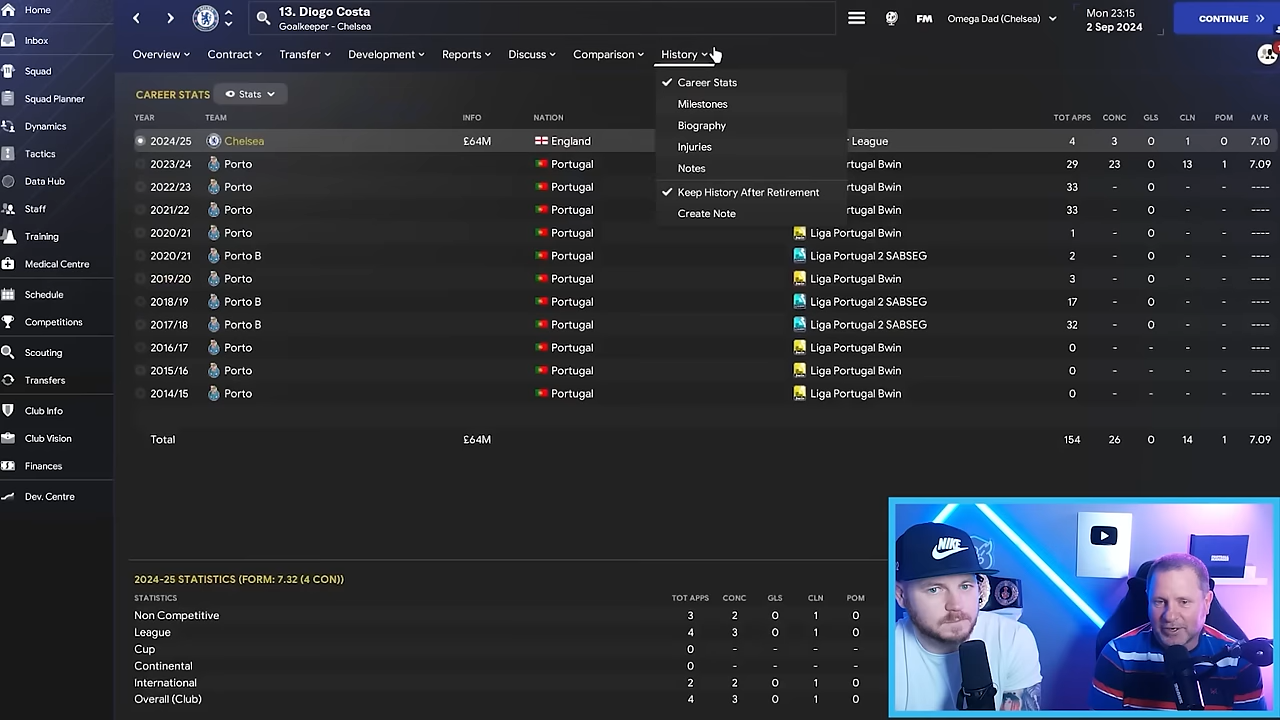 Home
Inbox
Squad
Squad Planner
Dynamics
Tactics
Data Hub
Staff
Training
Medical Centre
Schedule
Competitions
Scouting
Transfers
Club Info
Club Vision
Finances
Dev. Centre
13. Diogo Costa
Goalkeeper - Chelsea
FM
Omega Dad (Chelsea)
Mon 23:15
2 Sep 2024
CONTINUE
Overview
Contract
Transfer
Development
Reports
Discuss
Comparison
History
Career Stats
Milestones
Biography
Injuries
Notes
Keep History After Retirement
Create Note
CAREER STATS
Stats
YEAR TEAM INFO NATION TOT APPS CONC GLS CLN POM AV R
2024/25 Chelsea £64M England League 4 3 0 1 0 7.10
2023/24 Porto Portugal Portugal Bwin 29 23 0 13 1 7.09
2022/23 Porto Portugal Portugal Bwin 33 - 0 - - ----
2021/22 Porto Portugal Portugal Bwin 33 - 0 - - ----
2020/21 Porto Portugal Liga Portugal Bwin 1 - 0 - - ----
2020/21 Porto B Portugal Liga Portugal 2 SABSEG 2 - 0 - - ----
2019/20 Porto Portugal Liga Portugal Bwin 3 - 0 - - ----
2018/19 Porto B Portugal Liga Portugal 2 SABSEG 17 - 0 - - ----
2017/18 Porto B Portugal Liga Portugal 2 SABSEG 32 - 0 - - ----
2016/17 Porto Portugal Liga Portugal Bwin 0 - 0 - - ----
2015/16 Porto Portugal Liga Portugal Bwin 0 - 0 - - ----
2014/15 Porto Portugal Liga Portugal Bwin 0 - - - - ----
Total £64M 154 26 0 14 1 7.09
2024-25 STATISTICS (FORM: 7.32 (4 CON))
STATISTICS TOT APPS CONC GLS CLN POM
Non Competitive 3 2 0 1 0
League 4 3 0 1 0
Cup 0 - - - -
Continental 0 - - - -
International 2 2 0 1 0
Overall (Club) 4 3 0 1 0
NIKE